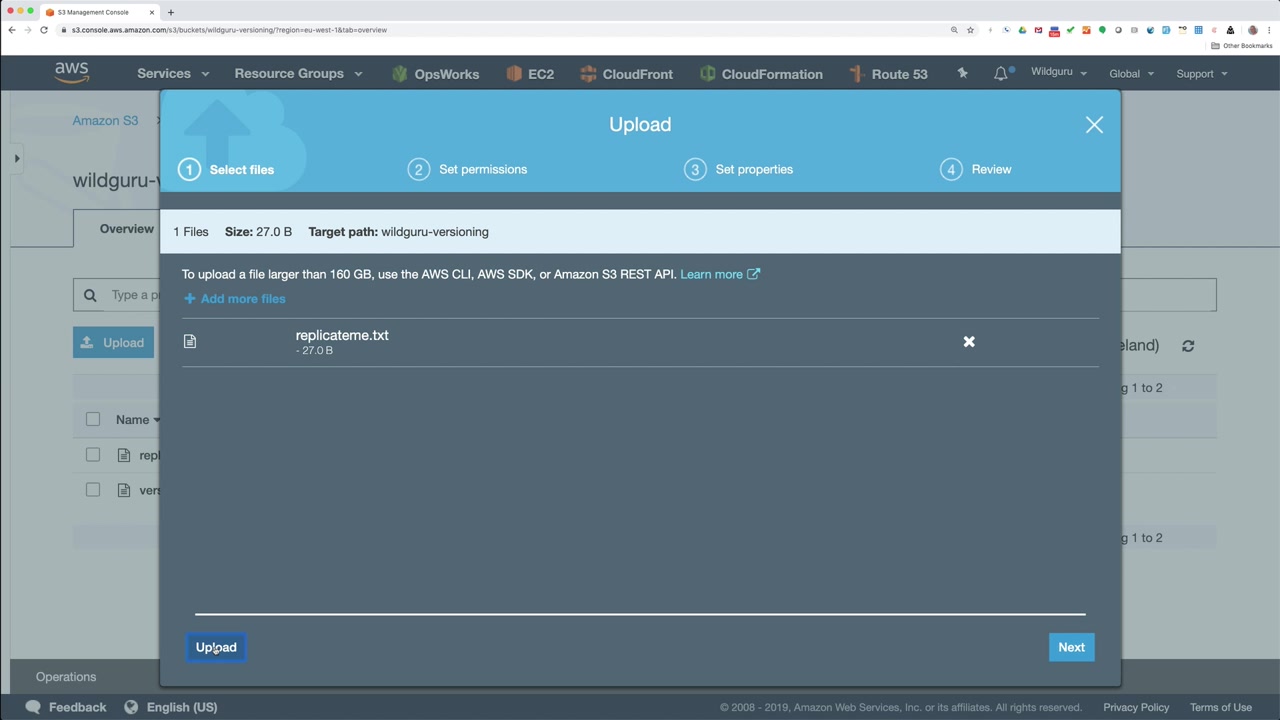 S3 Management Console
s3.console.aws.amazon.com/s3/buckets/wildguru-versioning/?region=eu-west-1&tab=overview
Other Bookmarks
aws
Services
Resource Groups
OpsWorks
EC2
CloudFront
CloudFormation
Route 53
Wildguru
Global
Support
Amazon S3
Upload
1 Select files
2 Set permissions
3 Set properties
4 Review
wildguru-v
Overview
1 Files Size: 27.0 B Target path: wildguru-versioning
To upload a file larger than 160 GB, use the AWS CLI, AWS SDK, or Amazon S3 REST API. Learn more
Type a p
+ Add more files
replicateme.txt
- 27.0 B
Upload
eland)
g 1 to 2
Name
repl
vers
g 1 to 2
Upload
Next
Operations
Feedback
English (US)
© 2008 - 2019, Amazon Web Services, Inc. or its affiliates. All rights reserved.
Privacy Policy
Terms of Use